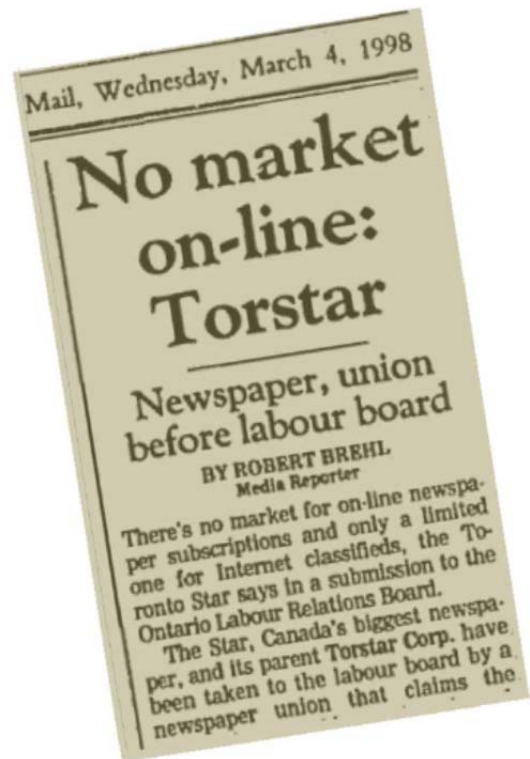 Mail, Wednesday, March 4, 1998
No market
on-line:
Torstar
Newspaper, union
before labour board
BY ROBERT BREHL
Media Reporter
There's no market for on-line newspa-
per subscriptions and only a limited
one for Internet classifieds, the To-
ronto Star says in a submission to the
Ontario Labour Relations Board.
The Star, Canada's biggest newspa-
per, and its parent Torstar Corp. have
been taken to the labour board by a
newspaper union that claims the